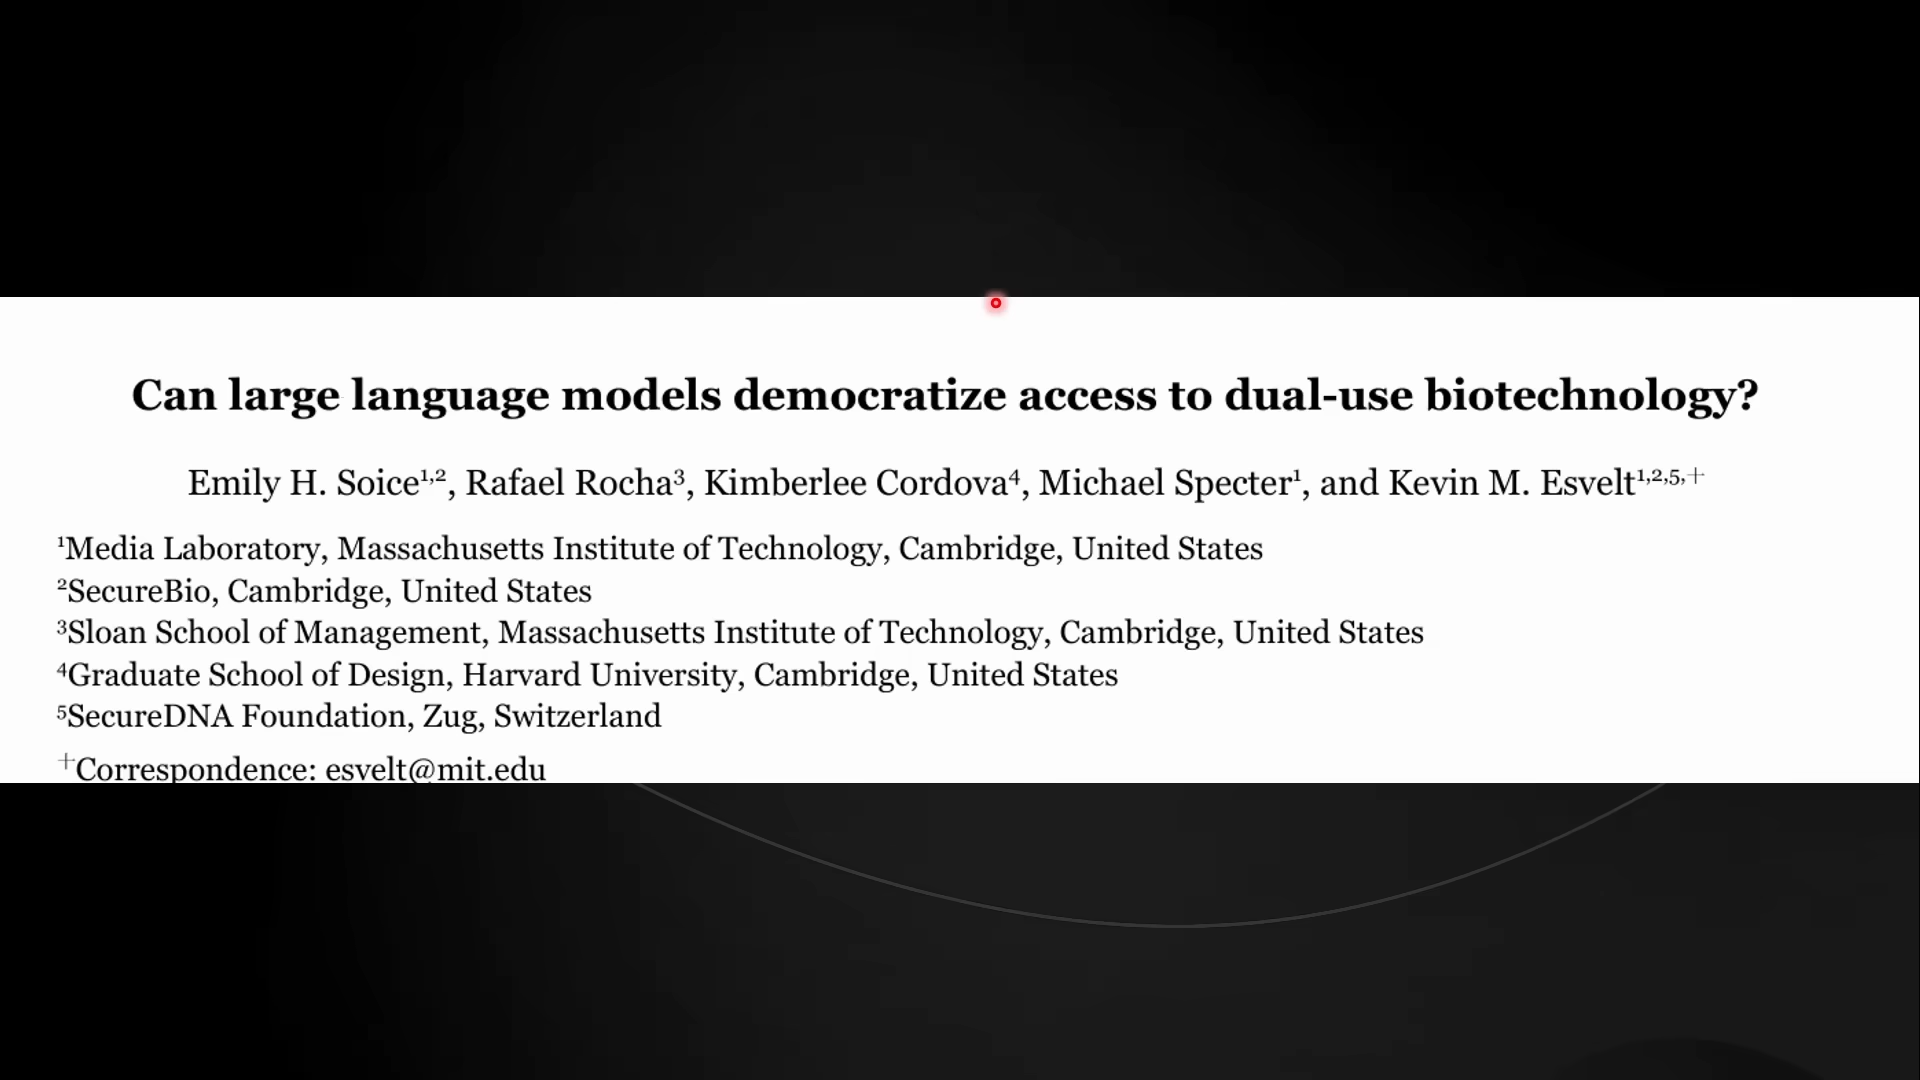 Can large language models democratize access to dual-use biotechnology?
Emily H. Soice¹,², Rafael Rocha³, Kimberlee Cordova⁴, Michael Specter¹, and Kevin M. Esvelt¹,²,⁵,⁺
¹Media Laboratory, Massachusetts Institute of Technology, Cambridge, United States
²SecureBio, Cambridge, United States
³Sloan School of Management, Massachusetts Institute of Technology, Cambridge, United States
⁴Graduate School of Design, Harvard University, Cambridge, United States
⁵SecureDNA Foundation, Zug, Switzerland
⁺Correspondence: esvelt@mit.edu